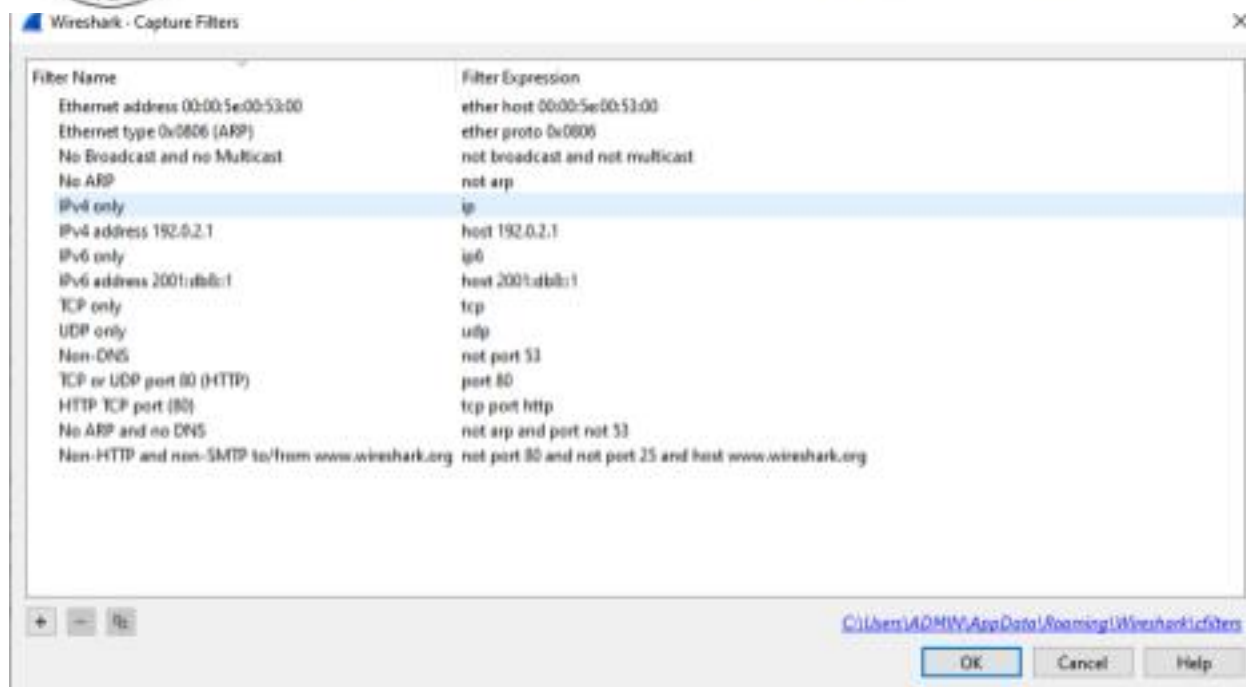 Wireshark - Capture Filters
Filter Name Filter Expression
Ethernet address 00:00:5e:00:53:00 ether host 00:00:5e:00:53:00
Ethernet type 0x0806 (ARP) ether proto 0x0806
No Broadcast and no Multicast not broadcast and not multicast
No ARP not arp
IPv4 only ip
IPv4 address 192.0.2.1 host 192.0.2.1
IPv6 only ip6
IPv6 address 2001:db8::1 host 2001:db8::1
TCP only tcp
UDP only udp
Non-DNS not port 53
TCP or UDP port 80 (HTTP) port 80
HTTP TCP port (80) tcp port http
No ARP and no DNS not arp and port not 53
Non-HTTP and non-SMTP to/from www.wireshark.org not port 80 and not port 25 and host www.wireshark.org
C:\Users\ADMIN\AppData\Roaming\Wireshark\cfilters
OK Cancel Help